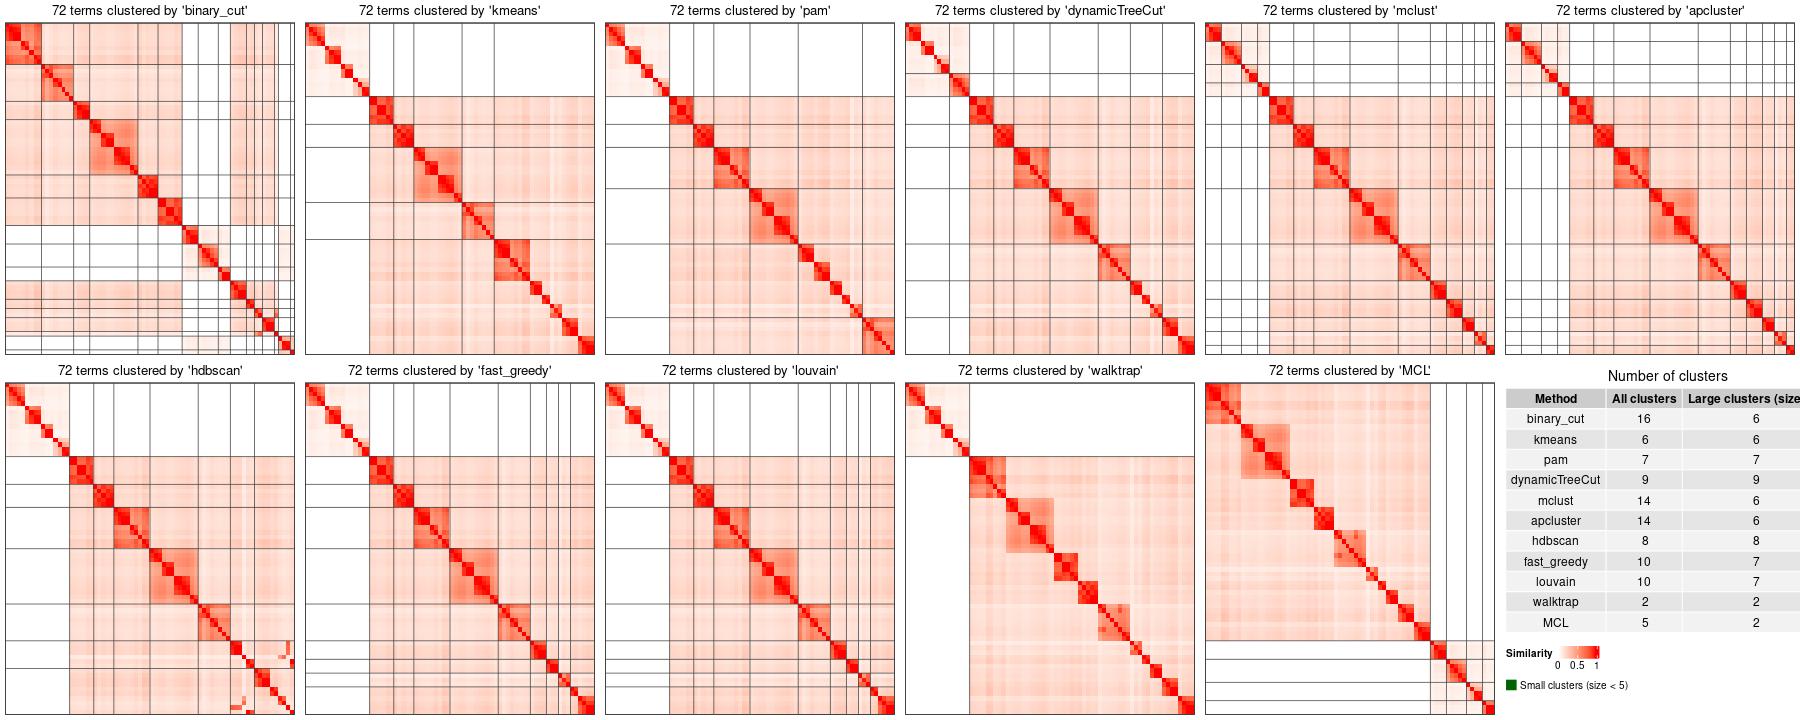 72 terms clustered by 'binary_cut'
72 terms clustered by 'kmeans'
72 terms clustered by 'pam'
72 terms clustered by 'dynamicTreeCut'
72 terms clustered by 'mclust'
72 terms clustered by 'apcluster'
72 terms clustered by 'hdbscan'
72 terms clustered by 'fast_greedy'
72 terms clustered by 'louvain'
72 terms clustered by 'walktrap'
72 terms clustered by 'MCL'
Number of clusters
Method All clusters Large clusters (size
binary_cut 16 6
kmeans 6 6
pam 7 7
dynamicTreeCut 9 9
mclust 14 6
apcluster 14 6
hdbscan 8 8
fast_greedy 10 7
louvain 10 7
walktrap 2 2
MCL 5 2
Similarity
0 0.5 1
Small clusters (size < 5)